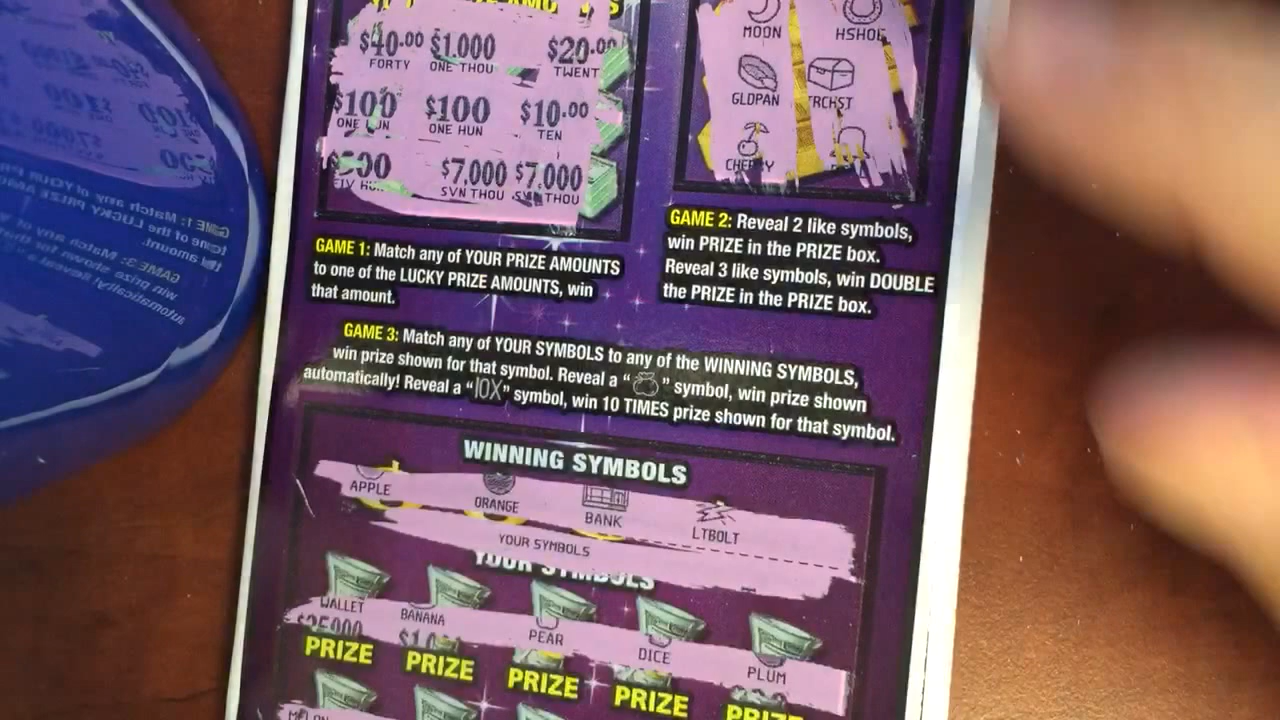 $40.00 $1,000 $20.00
FORTY ONE THOU TWENT
$100 $100 $10.00
ONE HUN ONE HUN TEN
$500 $7,000 $7,000
SVN THOU SVN THOU
MOON HSHOE
GLDPAN TRCHST
CHERRY
GAME 1: Match any of YOUR PRIZE AMOUNTS
to one of the LUCKY PRIZE AMOUNTS, win
that amount.
GAME 2: Reveal 2 like symbols,
win PRIZE in the PRIZE box.
Reveal 3 like symbols, win DOUBLE
the PRIZE in the PRIZE box.
GAME 3: Match any of YOUR SYMBOLS to any of the WINNING SYMBOLS,
win prize shown for that symbol. Reveal a " " symbol, win prize shown
automatically! Reveal a "10X" symbol, win 10 TIMES prize shown for that symbol.
WINNING SYMBOLS
APPLE ORANGE BANK LTBOLT
YOUR SYMBOLS
YOUR SYMBOLS
WALLET BANANA PEAR DICE PLUM
$25000
PRIZE PRIZE PRIZE PRIZE PRIZE
MELON